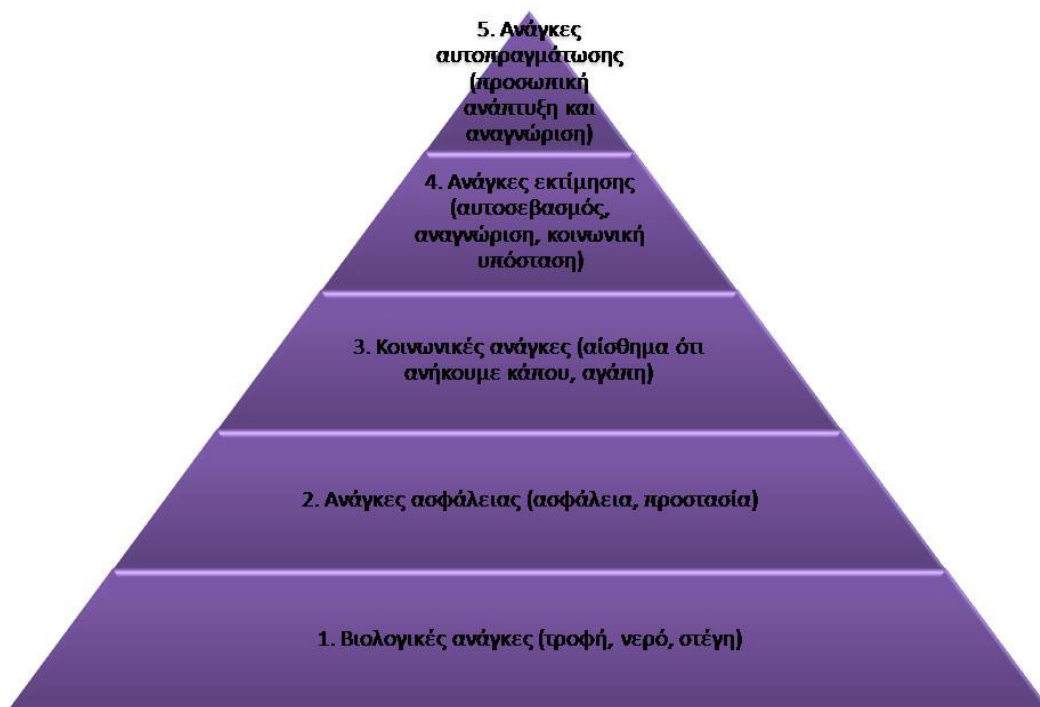 5. Ανάγκες
αυτοπραγμάτωσης
(προσωπική
ανάπτυξη και
αναγνώριση)
4. Ανάγκες εκτίμησης
(αυτοσεβασμός,
αναγνώριση, κοινωνική
υπόσταση)
3. Κοινωνικές ανάγκες (αίσθημα ότι
ανήκουμε κάπου, αγάπη)
2. Ανάγκες ασφάλειας (ασφάλεια, προστασία)
1. Βιολογικές ανάγκες (τροφή, νερό, στέγη)